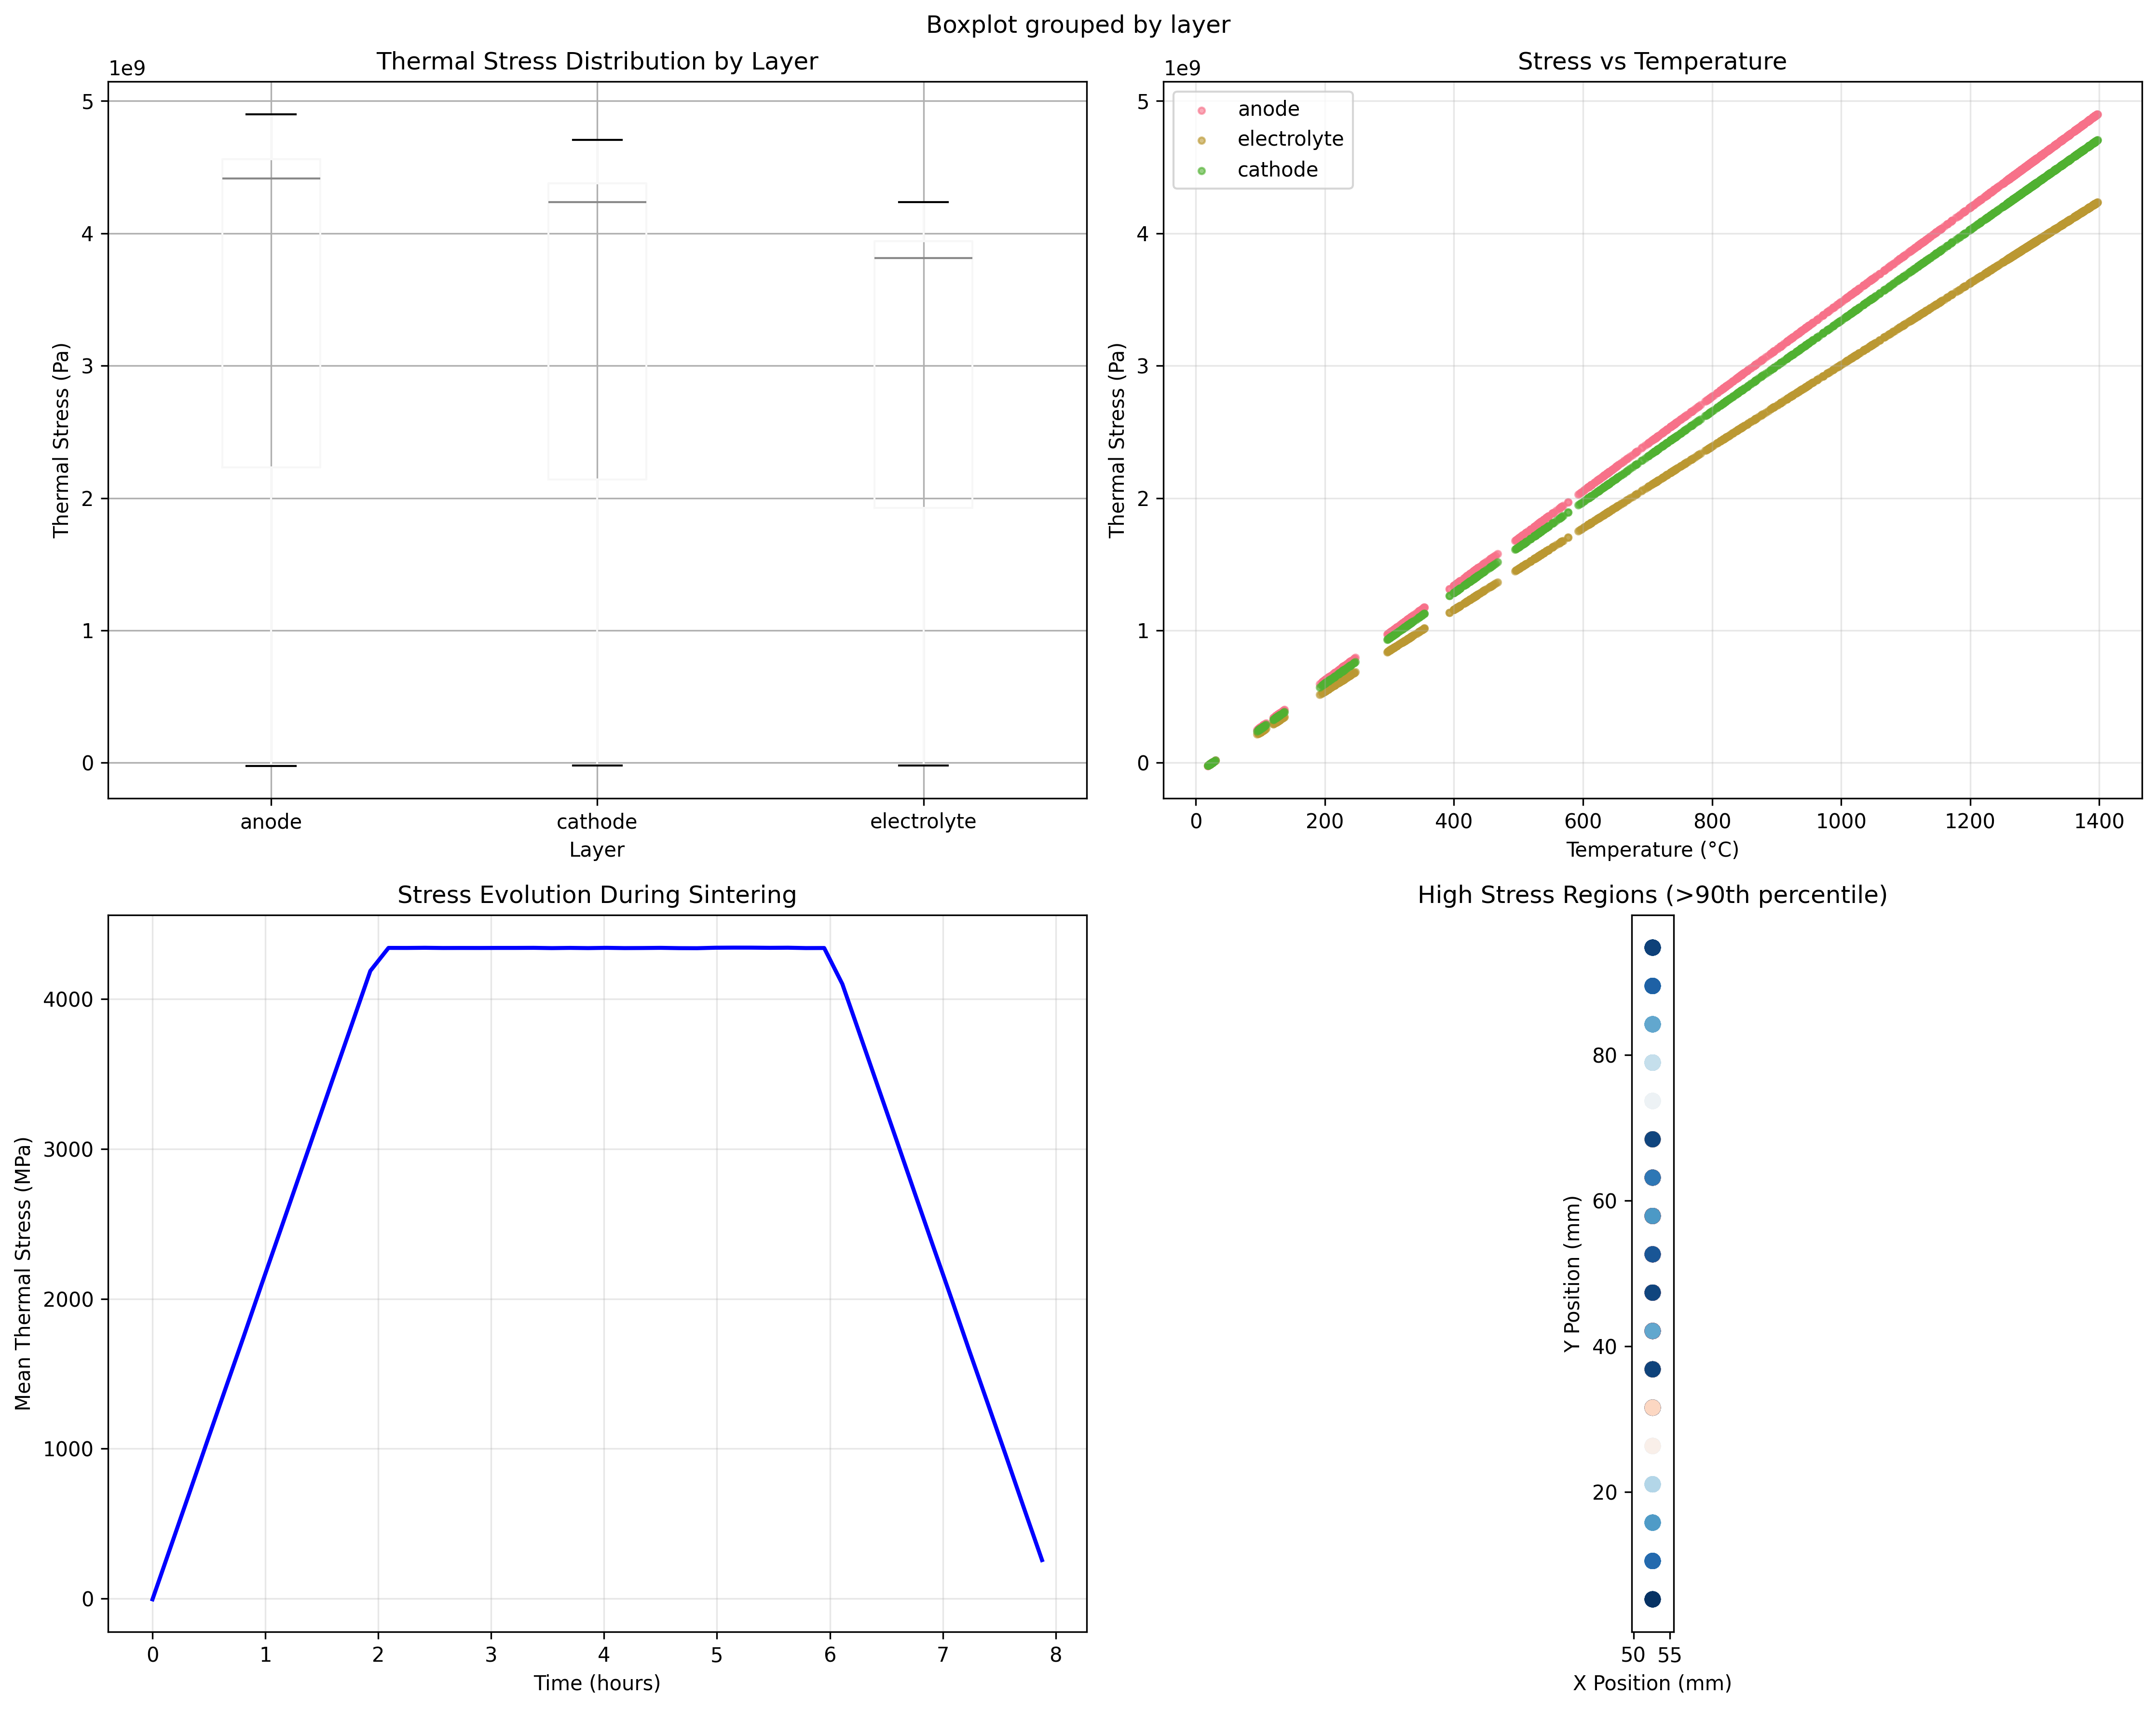 Boxplot grouped by layer
Thermal Stress Distribution by Layer
1e9
5
4
3
2
1
0
Thermal Stress (Pa)
anode
cathode
electrolyte
Layer
Stress vs Temperature
1e9
anode
electrolyte
cathode
5
4
3
2
1
0
Thermal Stress (Pa)
0 200 400 600 800 1000 1200 1400
Temperature (°C)
Stress Evolution During Sintering
4000
3000
2000
1000
0
Mean Thermal Stress (MPa)
0 1 2 3 4 5 6 7 8
Time (hours)
High Stress Regions (>90th percentile)
80
60
40
20
Y Position (mm)
50 55
X Position (mm)